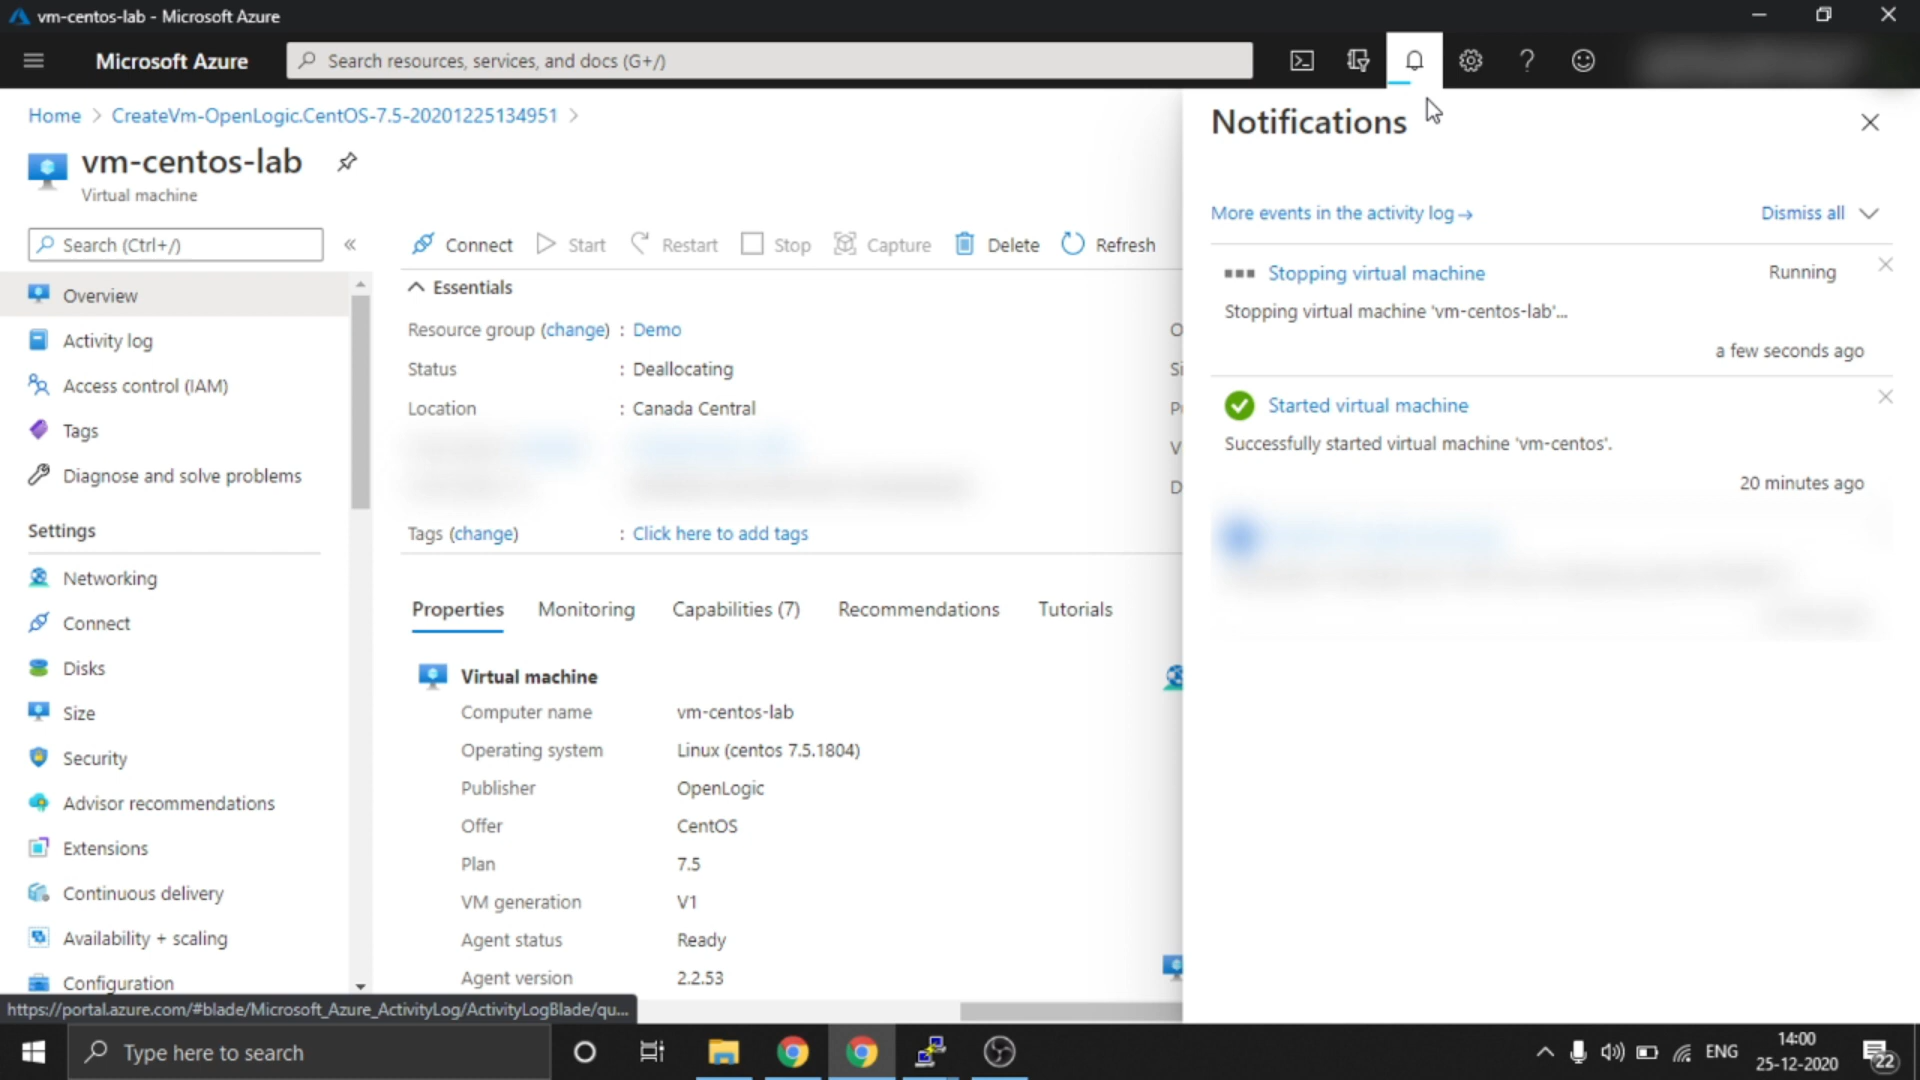 vm-centos-lab - Microsoft Azure
Microsoft Azure
Search resources, services, and docs (G+/)
Home > CreateVm-OpenLogic.CentOS-7.5-20201225134951 >
vm-centos-lab
Virtual machine
Search (Ctrl+/)
«
Overview
Activity log
Access control (IAM)
Tags
Diagnose and solve problems
Settings
Networking
Connect
Disks
Size
Security
Advisor recommendations
Extensions
Continuous delivery
Availability + scaling
Configuration
https://portal.azure.com/#blade/Microsoft_Azure_ActivityLog/ActivityLogBlade/qu...
Connect Start Restart Stop Capture Delete Refresh
Essentials
Resource group (change) : Demo
Status : Deallocating
Location : Canada Central
Tags (change) : Click here to add tags
O
Si
P
V
D
Properties Monitoring Capabilities (7) Recommendations Tutorials
Virtual machine
Computer name vm-centos-lab
Operating system Linux (centos 7.5.1804)
Publisher OpenLogic
Offer CentOS
Plan 7.5
VM generation V1
Agent status Ready
Agent version 2.2.53
Notifications
More events in the activity log → Dismiss all
Stopping virtual machine Running
Stopping virtual machine 'vm-centos-lab'...
a few seconds ago
Started virtual machine
Successfully started virtual machine 'vm-centos'.
20 minutes ago
Type here to search
ENG
14:00
25-12-2020
22